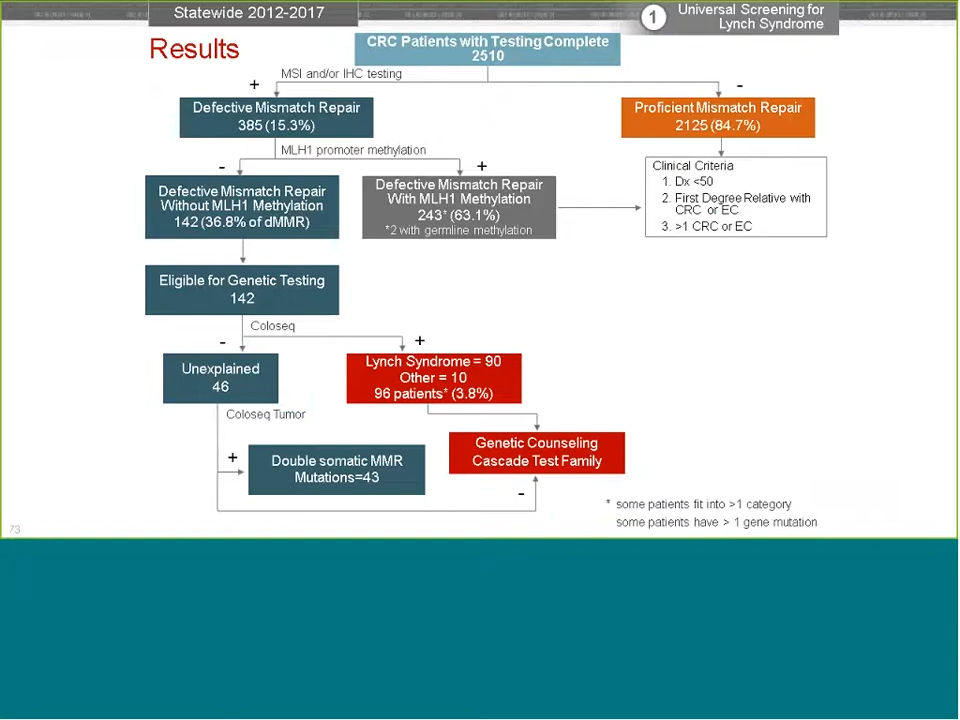 Statewide 2012-2017
1
Universal Screening for
Lynch Syndrome
Results
CRC Patients with Testing Complete
2510
MSI and/or IHC testing
+
-
Defective Mismatch Repair
385 (15.3%)
Proficient Mismatch Repair
2125 (84.7%)
MLH1 promoter methylation
-
+
Defective Mismatch Repair
Without MLH1 Methylation
142 (36.8% of dMMR)
Defective Mismatch Repair
With MLH1 Methylation
243* (63.1%)
*2 with germline methylation
Clinical Criteria
1. Dx <50
2. First Degree Relative with
CRC or EC
3. >1 CRC or EC
Eligible for Genetic Testing
142
Coloseq
-
+
Unexplained
46
Lynch Syndrome = 90
Other = 10
96 patients* (3.8%)
Coloseq Tumor
+
Double somatic MMR
Mutations=43
Genetic Counseling
Cascade Test Family
-
* some patients fit into >1 category
some patients have > 1 gene mutation
73